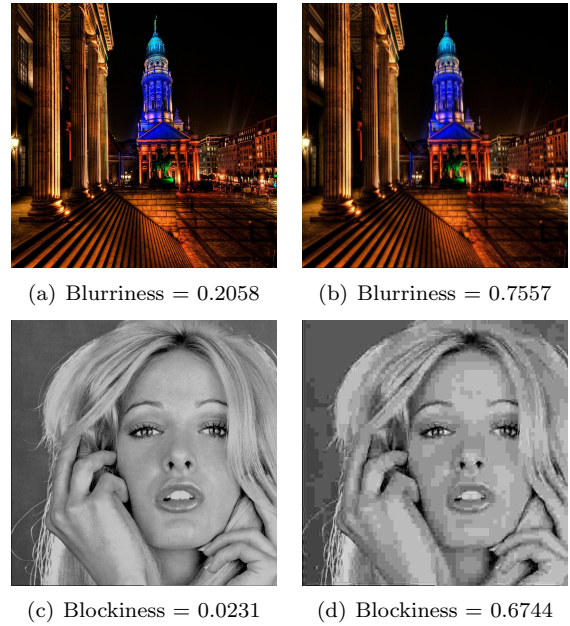 (a) Blurriness = 0.2058
(b) Blurriness = 0.7557
(c) Blockiness = 0.0231
(d) Blockiness = 0.6744